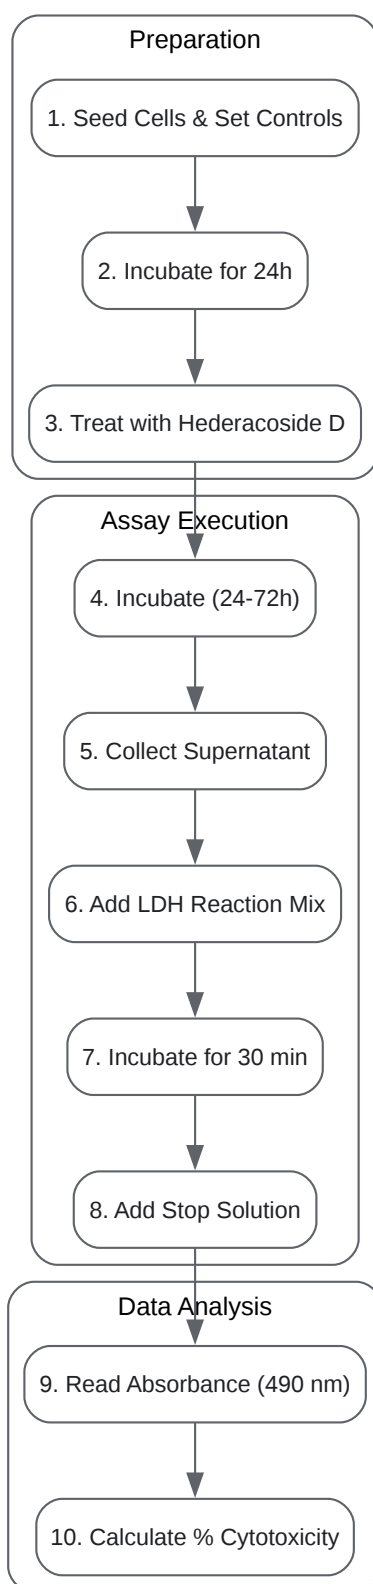 Preparation
1. Seed Cells & Set Controls
2. Incubate for 24h
3. Treat with Hederacoside D
Assay Execution
4. Incubate (24-72h)
5. Collect Supernatant
6. Add LDH Reaction Mix
7. Incubate for 30 min
8. Add Stop Solution
Data Analysis
9. Read Absorbance (490 nm)
10. Calculate % Cytotoxicity